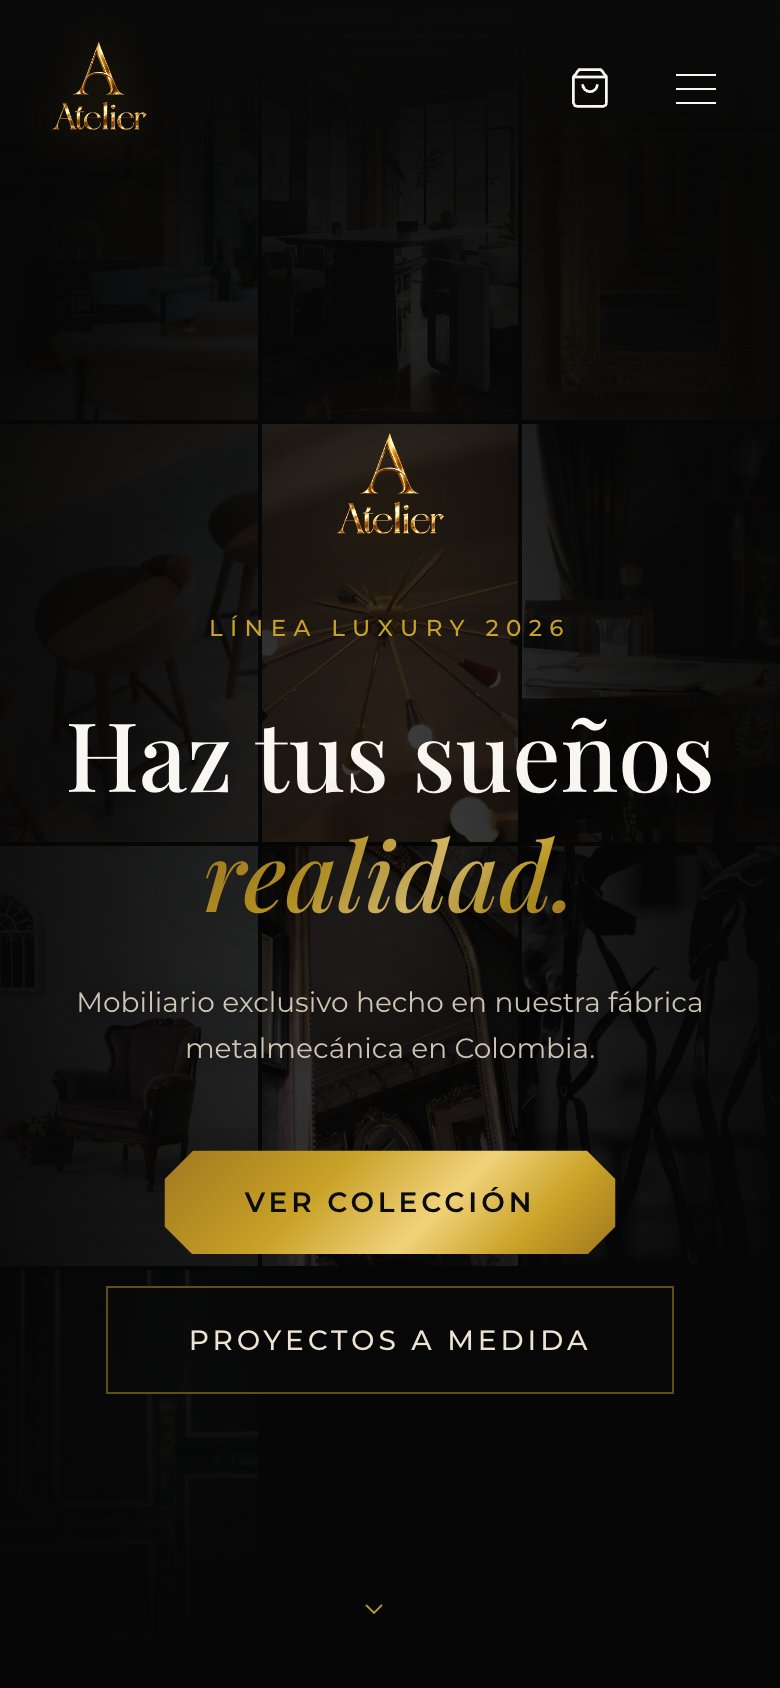 A
Atelier
A
Atelier
LÍNEA LUXURY 2026
Haz tus sueños
realidad.
Mobiliario exclusivo hecho en nuestra fábrica
metalmecánica en Colombia.
VER COLECCIÓN
PROYECTOS A MEDIDA